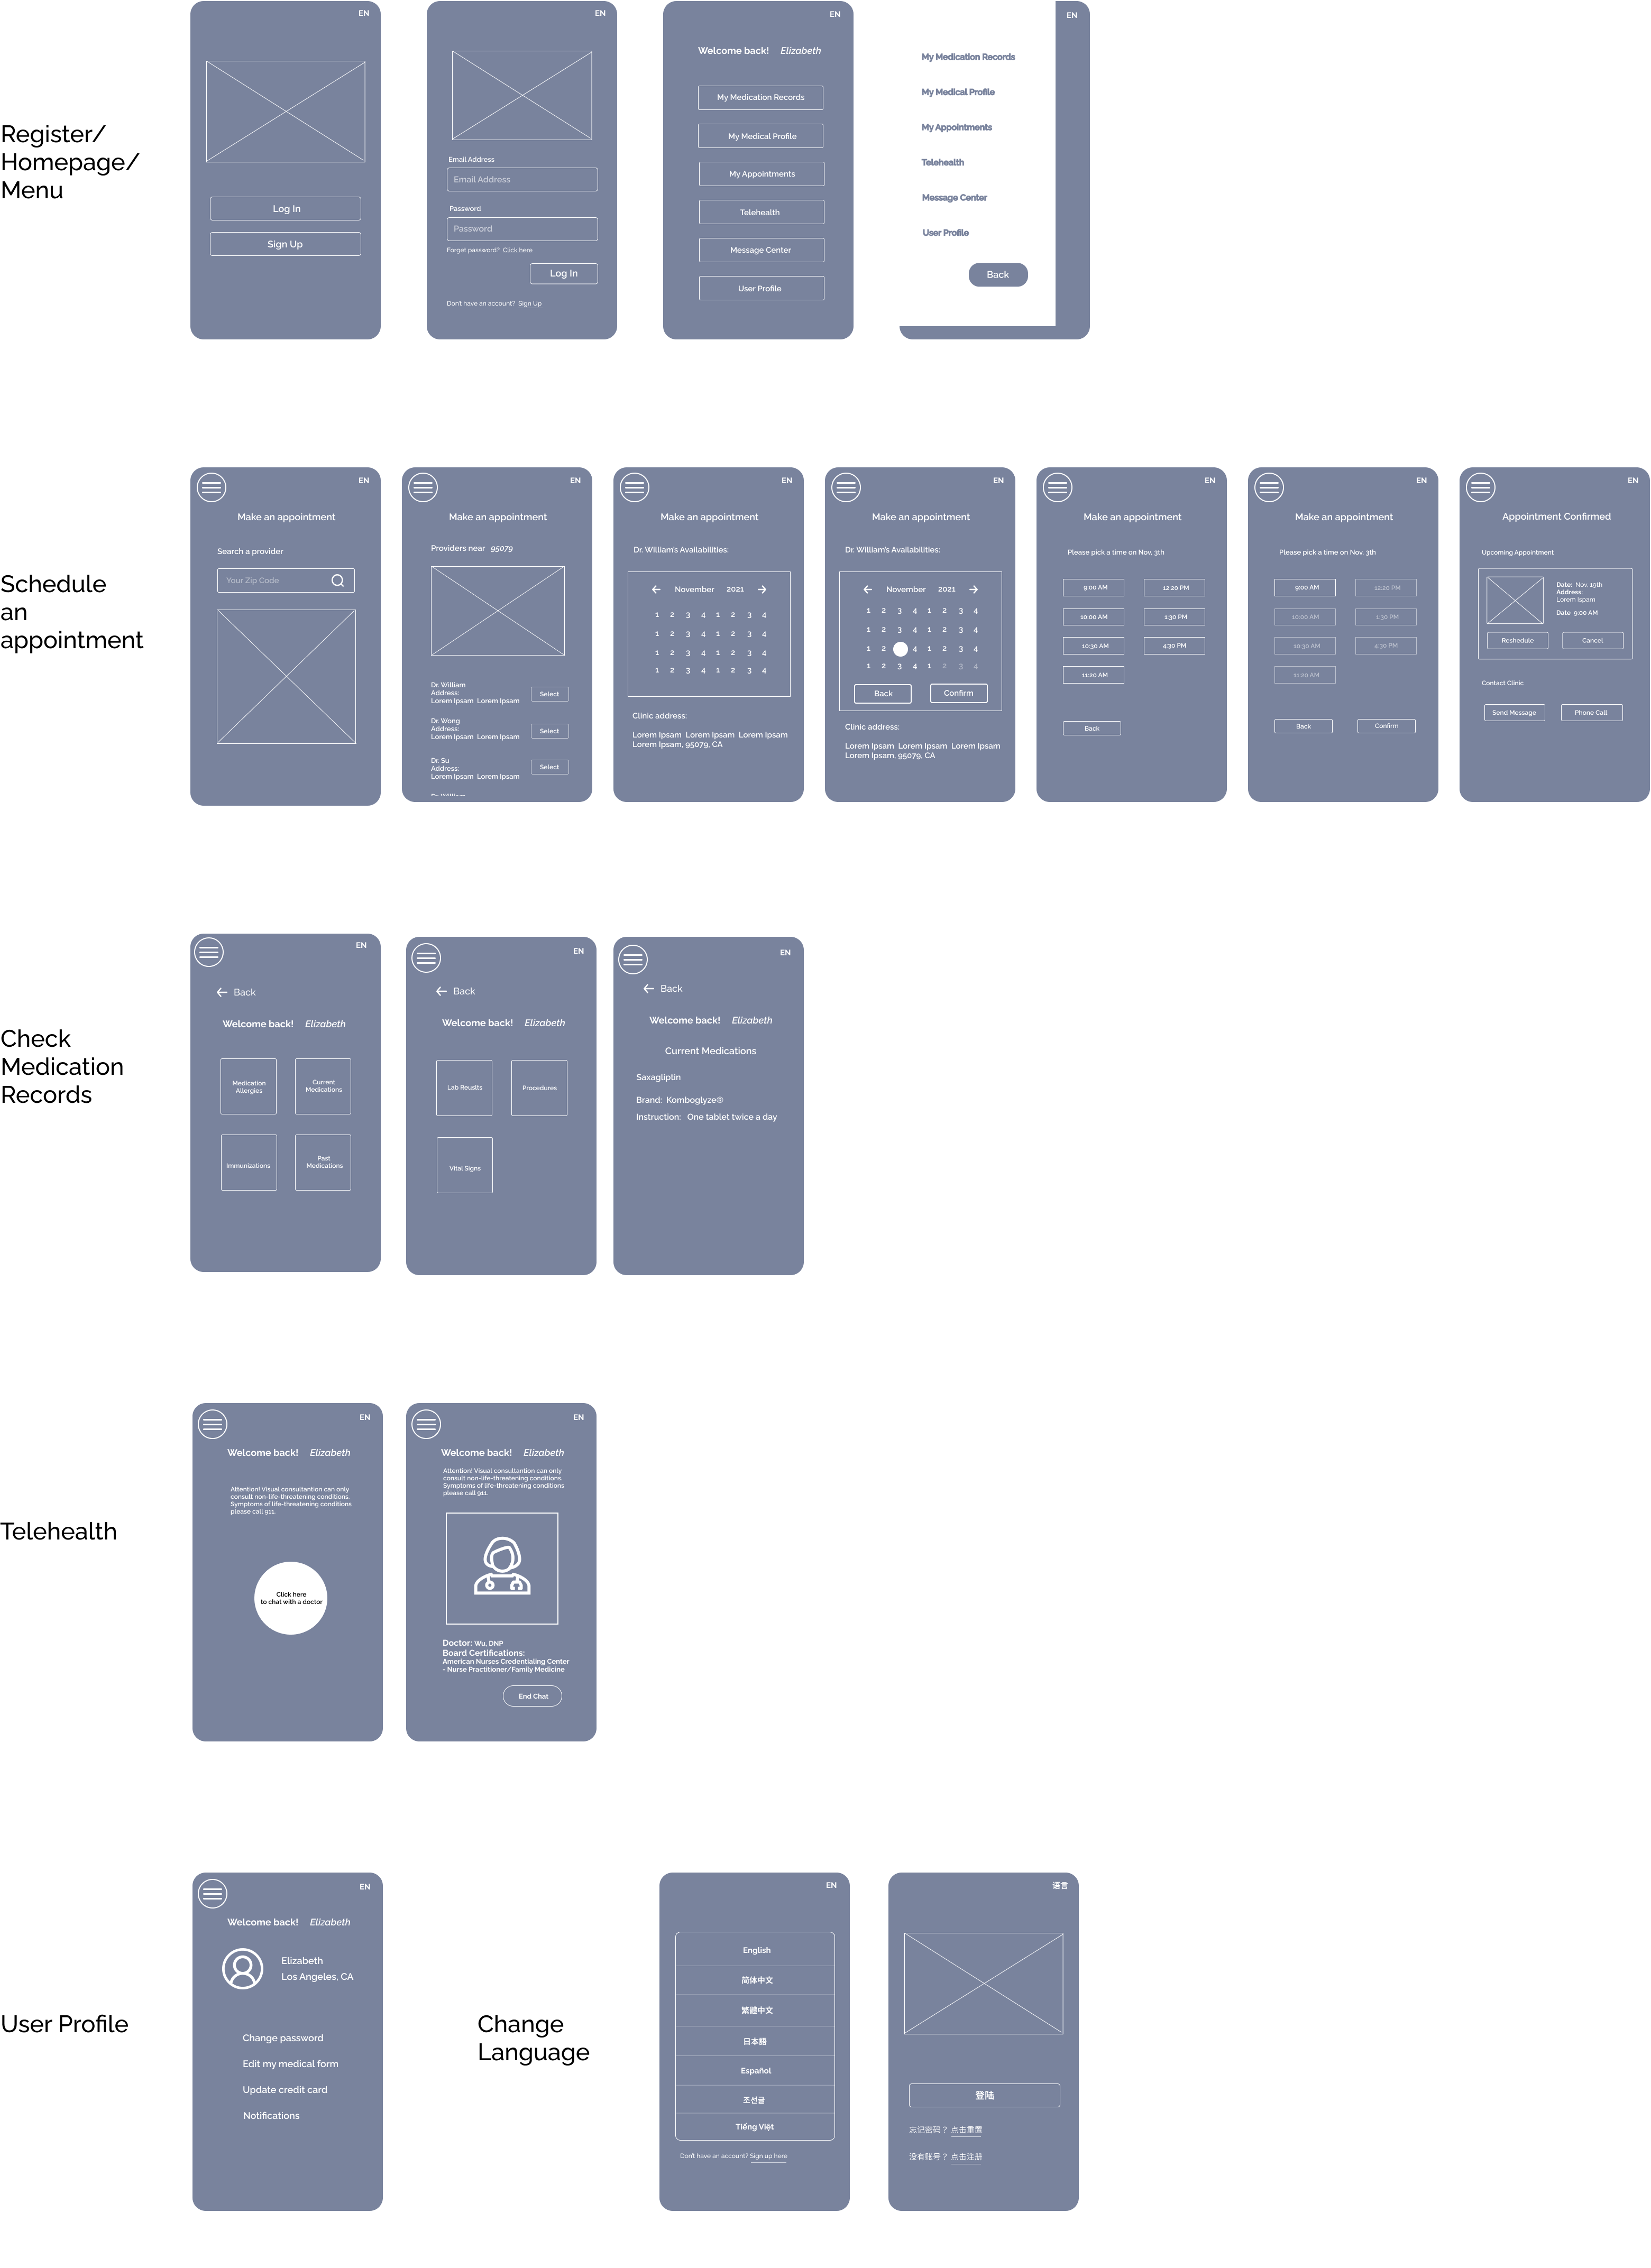 Register/
Homepage/
Menu
EN
Log In
Sign Up
EN
Email Address
Email Address
Password
Password
Forget password? Click here
Log In
Don't have an account? Sign Up
EN
Welcome back! Elizabeth
My Medication Records
My Medical Profile
My Appointments
Telehealth
Message Center
User Profile
EN
My Medication Records
My Medical Profile
My Appointments
Telehealth
Message Center
User Profile
Back
Schedule
an
appointment
EN
Make an appointment
Search a provider
Your Zip Code
EN
Make an appointment
Providers near 95079
Dr. William
Address:
Lorem Ipsam Lorem Ipsam
Select
Dr. Wong
Address:
Lorem Ipsam Lorem Ipsam
Select
Dr. Su
Address:
Lorem Ipsam Lorem Ipsam
Select
EN
Make an appointment
Dr. William's Availabilities:
November 2021
1 2 3 4 1 2 3 4
1 2 3 4 1 2 3 4
1 2 3 4 1 2 3 4
1 2 3 4 1 2 3 4
Clinic address:
Lorem Ipsam Lorem Ipsam Lorem Ipsam
Lorem Ipsam, 95079, CA
EN
Make an appointment
Dr. William's Availabilities:
November 2021
1 2 3 4 1 2 3 4
1 2 3 4 1 2 3 4
1 2 4 1 2 3 4
1 2 3 4 1 2 3 4
Back Confirm
Clinic address:
Lorem Ipsam Lorem Ipsam Lorem Ipsam
Lorem Ipsam, 95079, CA
EN
Make an appointment
Please pick a time on Nov, 3th
9:00 AM 12:20 PM
10:00 AM 1:30 PM
10:30 AM 4:30 PM
11:20 AM
Back
EN
Make an appointment
Please pick a time on Nov, 3th
9:00 AM 12:20 PM
10:00 AM 1:30 PM
10:30 AM 4:30 PM
11:20 AM
Back Confirm
EN
Appointment Confirmed
Upcoming Appointment
Date: Nov, 19th
Address:
Lorem Ispam
Date 9:00 AM
Reshedule Cancel
Contact Clinic
Send Message Phone Call
Check
Medication
Records
EN
Back
Welcome back! Elizabeth
Medication
Allergies
Current
Medications
Immunizations
Past
Medications
EN
Back
Welcome back! Elizabeth
Lab Reuslts
Procedures
Vital Signs
EN
Back
Welcome back! Elizabeth
Current Medications
Saxagliptin
Brand: Komboglyze®
Instruction: One tablet twice a day
Telehealth
EN
Welcome back! Elizabeth
Attention! Visual consultantion can only
consult non-life-threatening conditions.
Symptoms of life-threatening conditions
please call 911.
Click here
to chat with a doctor
EN
Welcome back! Elizabeth
Attention! Visual consultantion can only
consult non-life-threatening conditions.
Symptoms of life-threatening conditions
please call 911.
Doctor: Wu, DNP
Board Certifications:
American Nurses Credentialing Center
- Nurse Practitioner/Family Medicine
End Chat
User Profile
EN
Welcome back! Elizabeth
Elizabeth
Los Angeles, CA
Change password
Edit my medical form
Update credit card
Notifications
Change
Language
EN
English
简体中文
繁體中文
日本語
Español
조선글
Tiếng Việt
Don't have an account? Sign up here
语言
登陆
忘记密码？ 点击重置
没有账号？ 点击注册